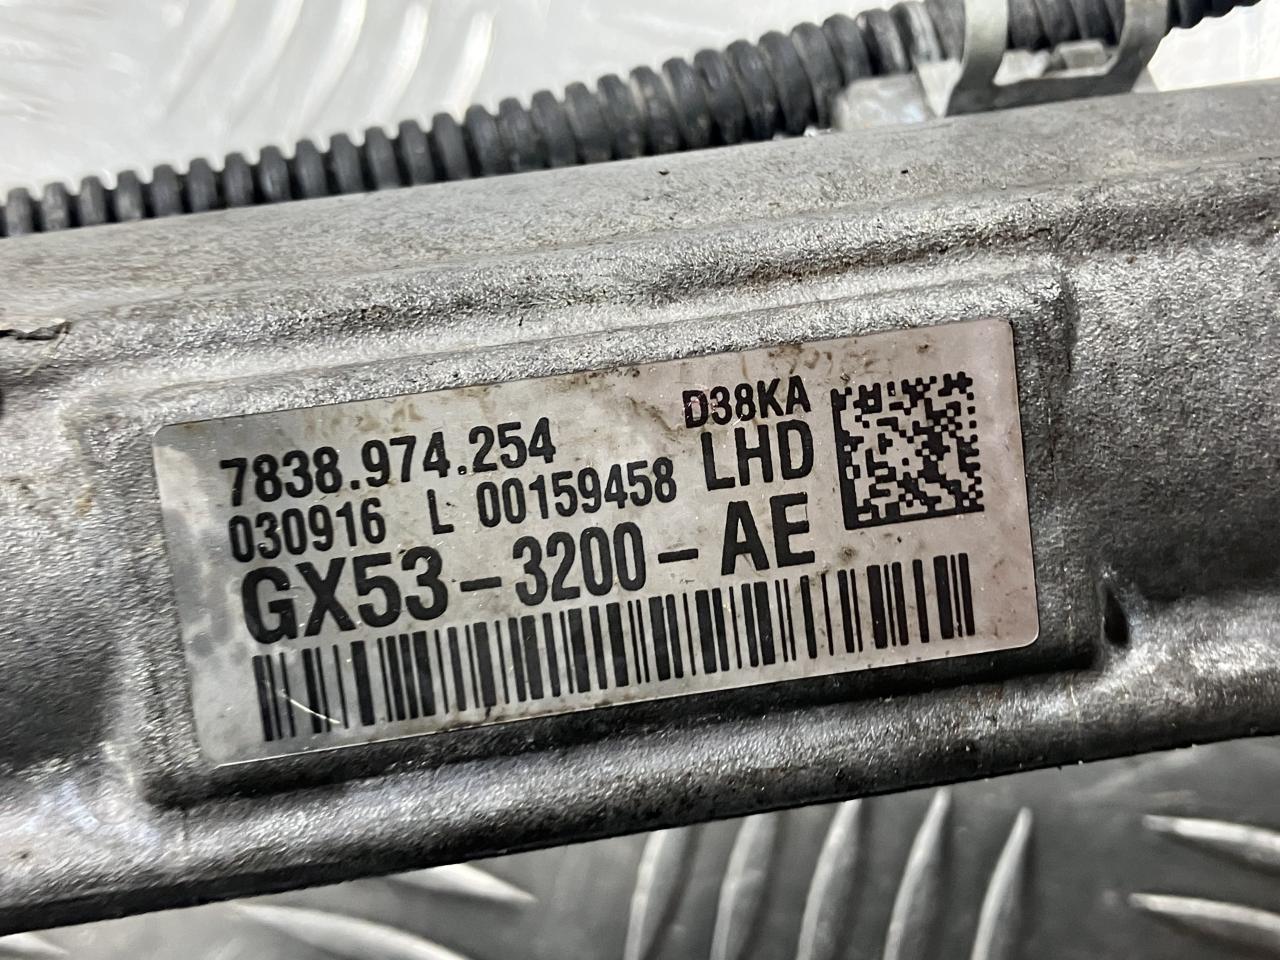 D38KA
7838.974.254 LHD
030916 L 00159458
GX53-3200-AE